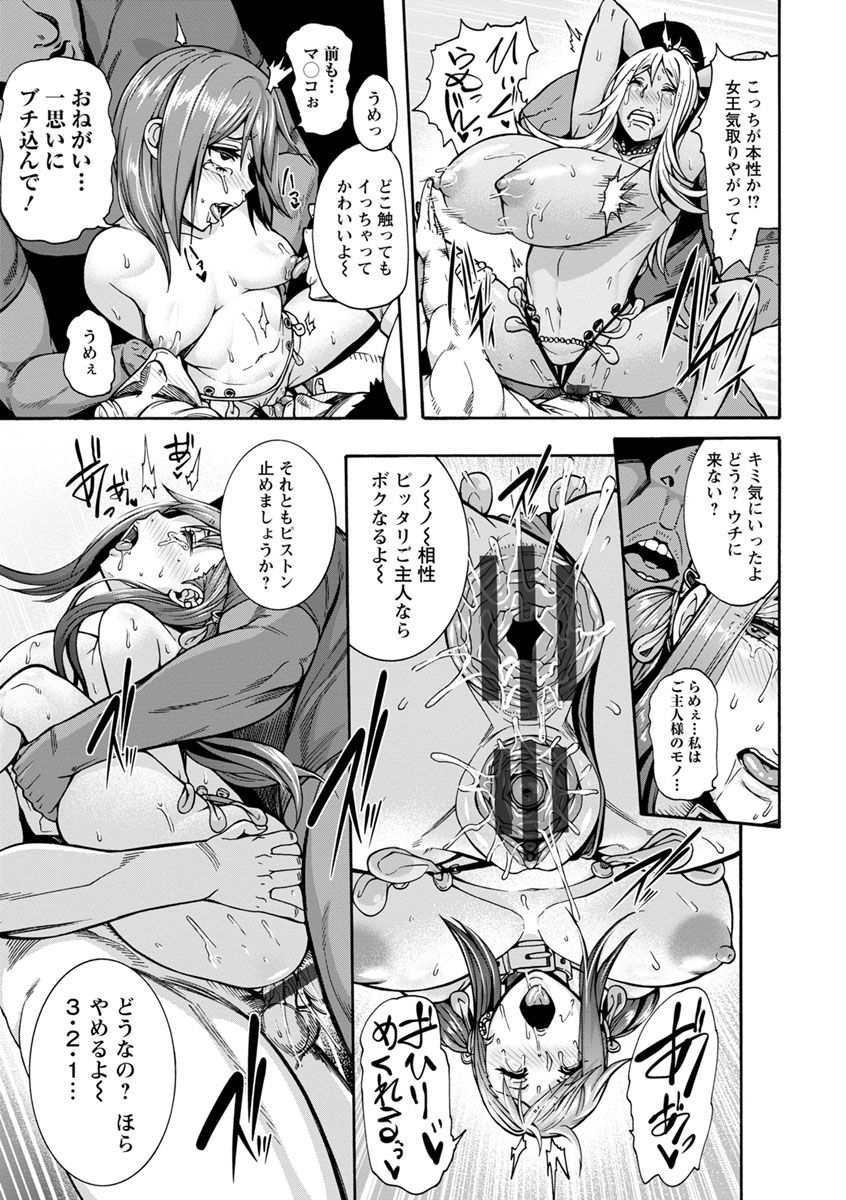 こっちが本性か!?
女王気取りやがって!
ひぃいぐ
らめっじんっ
うめっ
どこ触っても
イっちゃって
かわいいよ〜
前も…
マ○コぉ
おねがい…
一思いに
ブチ込んで!
うめぇ
キミ気にいったよ
どう? ウチに
来ない?
らめぇ…私は
ご主人様のモノ…
ノ〜ノ〜相性
ピッタリご主人なら
ボクなるよ〜
あぁぁ
おひり
めくれるぅ
それともピストン
止めましょうか?
あぁっ
どうなの? ほら
やめるよ〜
3・2・1…